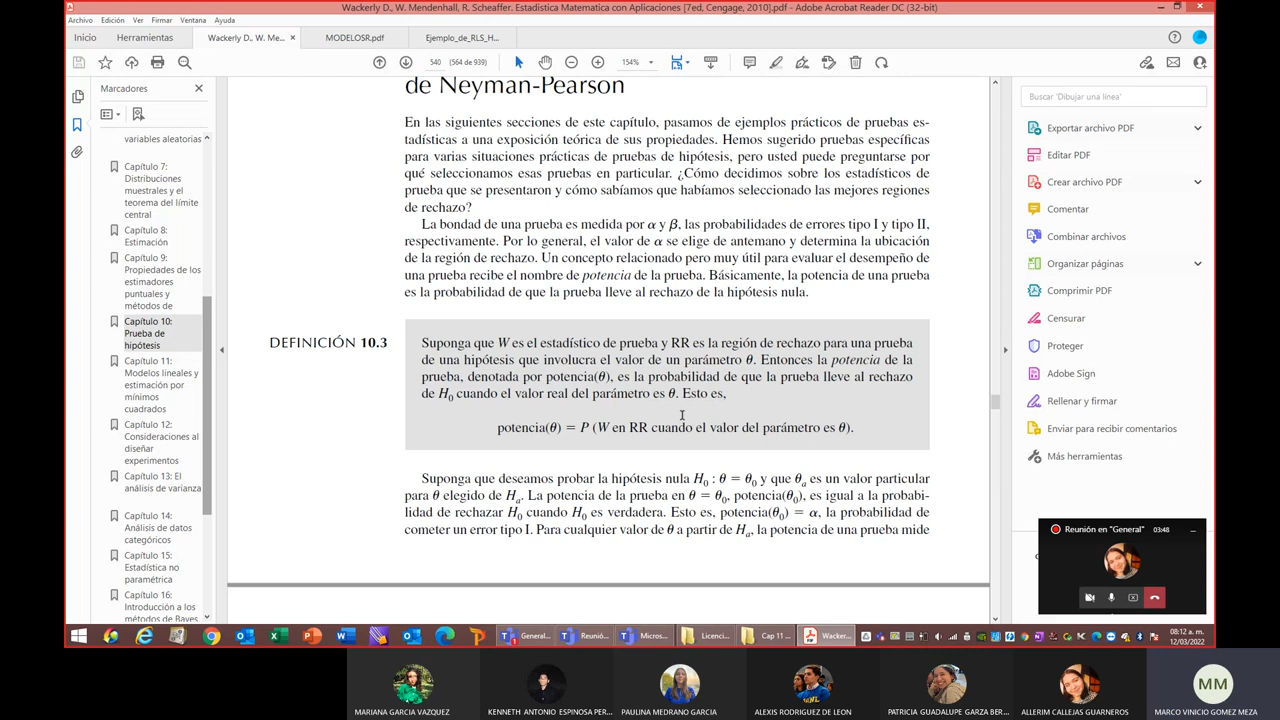 Wackerly D., W. Mendenhall, R. Scheaffer. Estadística Matematica con Aplicaciones [7ed, Cengage, 2010].pdf - Adobe Acrobat Reader DC (32-bit)
Archivo Edición Ver Firmar Ventana Ayuda
Inicio Herramientas Wackerly D., W. Me... × MODELOSR.pdf Ejemplo_de_RLS_H...
540 (564 de 939) 154%
Marcadores
variables aleatorias
Capítulo 7:
Distribuciones
muestrales y el
teorema del límite
central
Capítulo 8:
Estimación
Capítulo 9:
Propiedades de los
estimadores
puntuales y
métodos de
Capítulo 10:
Prueba de
hipótesis
Capítulo 11:
Modelos lineales y
estimación por
mínimos
cuadrados
Capítulo 12:
Consideraciones al
diseñar
experimentos
Capítulo 13: El
análisis de varianza
Capítulo 14:
Análisis de datos
categóricos
Capítulo 15:
Estadística no
paramétrica
Capítulo 16:
Introducción a los
métodos de Bayes
de Neyman-Pearson
En las siguientes secciones de este capítulo, pasamos de ejemplos prácticos de pruebas es-
tadísticas a una exposición teórica de sus propiedades. Hemos sugerido pruebas específicas
para varias situaciones prácticas de pruebas de hipótesis, pero usted puede preguntarse por
qué seleccionamos esas pruebas en particular. ¿Cómo decidimos sobre los estadísticos de
prueba que se presentaron y cómo sabíamos que habíamos seleccionado las mejores regiones
de rechazo?
La bondad de una prueba es medida por α y β, las probabilidades de errores tipo I y tipo II,
respectivamente. Por lo general, el valor de α se elige de antemano y determina la ubicación
de la región de rechazo. Un concepto relacionado pero muy útil para evaluar el desempeño de
una prueba recibe el nombre de potencia de la prueba. Básicamente, la potencia de una prueba
es la probabilidad de que la prueba lleve al rechazo de la hipótesis nula.
DEFINICIÓN 10.3
Suponga que W es el estadístico de prueba y RR es la región de rechazo para una prueba
de una hipótesis que involucra el valor de un parámetro θ. Entonces la potencia de la
prueba, denotada por potencia(θ), es la probabilidad de que la prueba lleve al rechazo
de H0 cuando el valor real del parámetro es θ. Esto es,
potencia(θ) = P (W en RR cuando el valor del parámetro es θ).
Suponga que deseamos probar la hipótesis nula H0 : θ = θ0 y que θa es un valor particular
para θ elegido de Ha. La potencia de la prueba en θ = θ0, potencia(θ0), es igual a la probabi-
lidad de rechazar H0 cuando H0 es verdadera. Esto es, potencia(θ0) = α, la probabilidad de
cometer un error tipo I. Para cualquier valor de θ a partir de Ha, la potencia de una prueba mide
Buscar 'Dibujar una línea'
Exportar archivo PDF
Editar PDF
Crear archivo PDF
Comentar
Combinar archivos
Organizar páginas
Comprimir PDF
Censurar
Proteger
Adobe Sign
Rellenar y firmar
Enviar para recibir comentarios
Más herramientas
Reunión en "General" 03:48
General... Reunió... Micros... Licenci... Cap 11 ... Wacker...
08:12 a. m.
12/03/2022
MM
MARIANA GARCIA VAZQUEZ KENNETH ANTONIO ESPINOSA PER... PAULINA MEDRANO GARCIA ALEXIS RODRIGUEZ DE LEON PATRICIA GUADALUPE GARZA BER... ALLERIM CALLEJAS GUARNEROS MARCO VINICIO GOMEZ MEZA